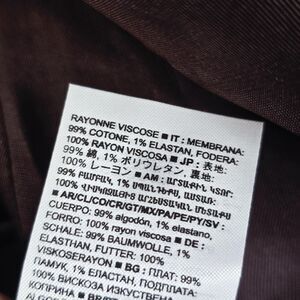 RAYONNE VISCOSE ■ IT: MEMBRANA:
99% COTONE, 1% ELASTAN, FODERA:
100% RAYON VISCOSA ■ JP: 表地:
99% 綿, 1% ポリウレタン, 裏地:
100% レーヨン ■ AM: ԱՐՏԱՔԻՆ ԿՏՈՐ:
99% ԲԱՄԲԱԿ, 1%
100%
■ AR/CL/CO/CR/GT/MX/PA/PE/PY/SV:
CUERPO: 99% algodón, 1% elastano,
FORRO: 100% rayon viscosa ■ DE:
SCHALE: 99% BAUMWOLLE, 1%
ELASTHAN, FUTTER: 100%
VISKOSERAYON ■ BG: ПЛАТ: 99%
ПАМУК, 1% ЕЛАСТАН, ПОДПЛАТА:
100% ВИСКОЗА ИЗКУСТВЕНА
КОПРИНА ■